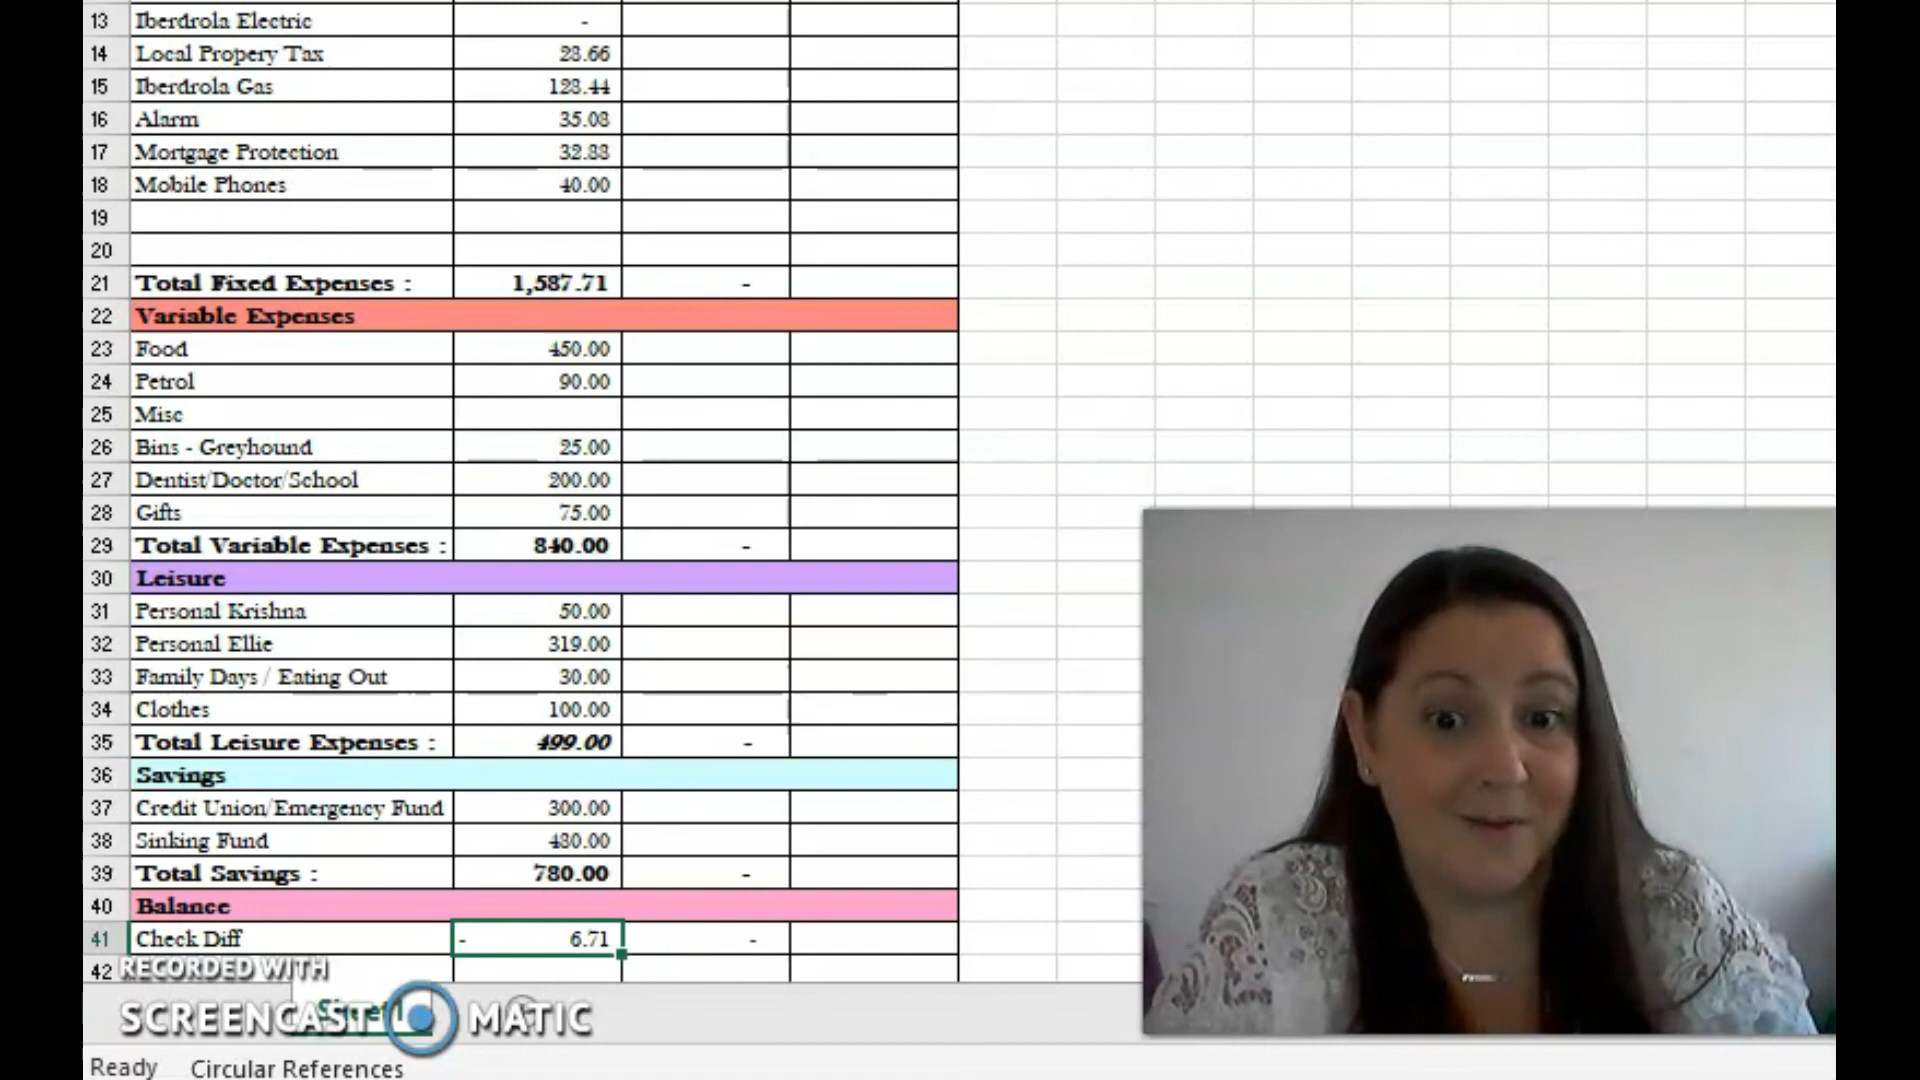 13 Iberdrola Electric -
14 Local Propery Tax 28.66
15 Iberdrola Gas 128.44
16 Alarm 35.08
17 Mortgage Protection 32.88
18 Mobile Phones 40.00
19
20
21 Total Fixed Expenses : 1,587.71 -
22 Variable Expenses
23 Food 450.00
24 Petrol 90.00
25 Misc
26 Bins - Greyhound 25.00
27 Dentist/Doctor/School 200.00
28 Gifts 75.00
29 Total Variable Expenses : 840.00 -
30 Leisure
31 Personal Krishna 50.00
32 Personal Ellie 319.00
33 Family Days / Eating Out 30.00
34 Clothes 100.00
35 Total Leisure Expenses : 499.00 -
36 Savings
37 Credit Union/Emergency Fund 300.00
38 Sinking Fund 480.00
39 Total Savings : 780.00 -
40 Balance
41 Check Diff - 6.71 -
42
RECORDED WITH
SCREENCAST-O-MATIC
Ready Circular References